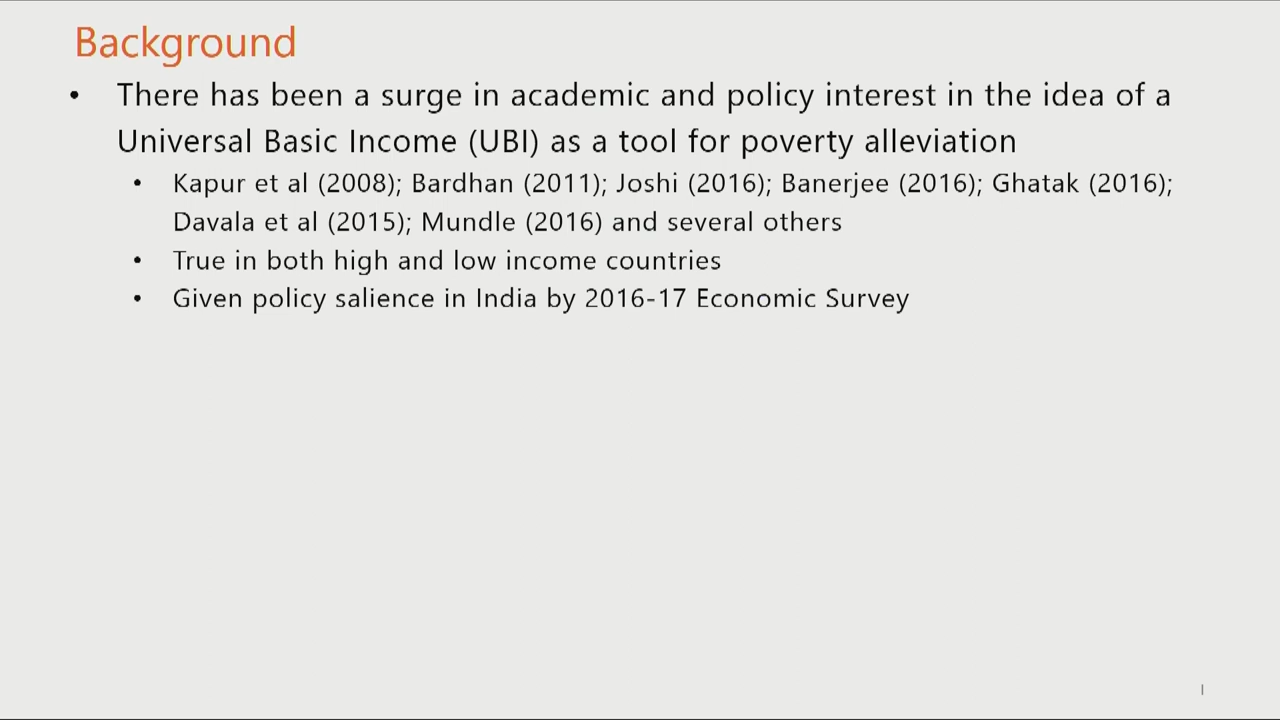 Background
• There has been a surge in academic and policy interest in the idea of a
Universal Basic Income (UBI) as a tool for poverty alleviation
• Kapur et al (2008); Bardhan (2011); Joshi (2016); Banerjee (2016); Ghatak (2016);
Davala et al (2015); Mundle (2016) and several others
• True in both high and low income countries
• Given policy salience in India by 2016-17 Economic Survey
1